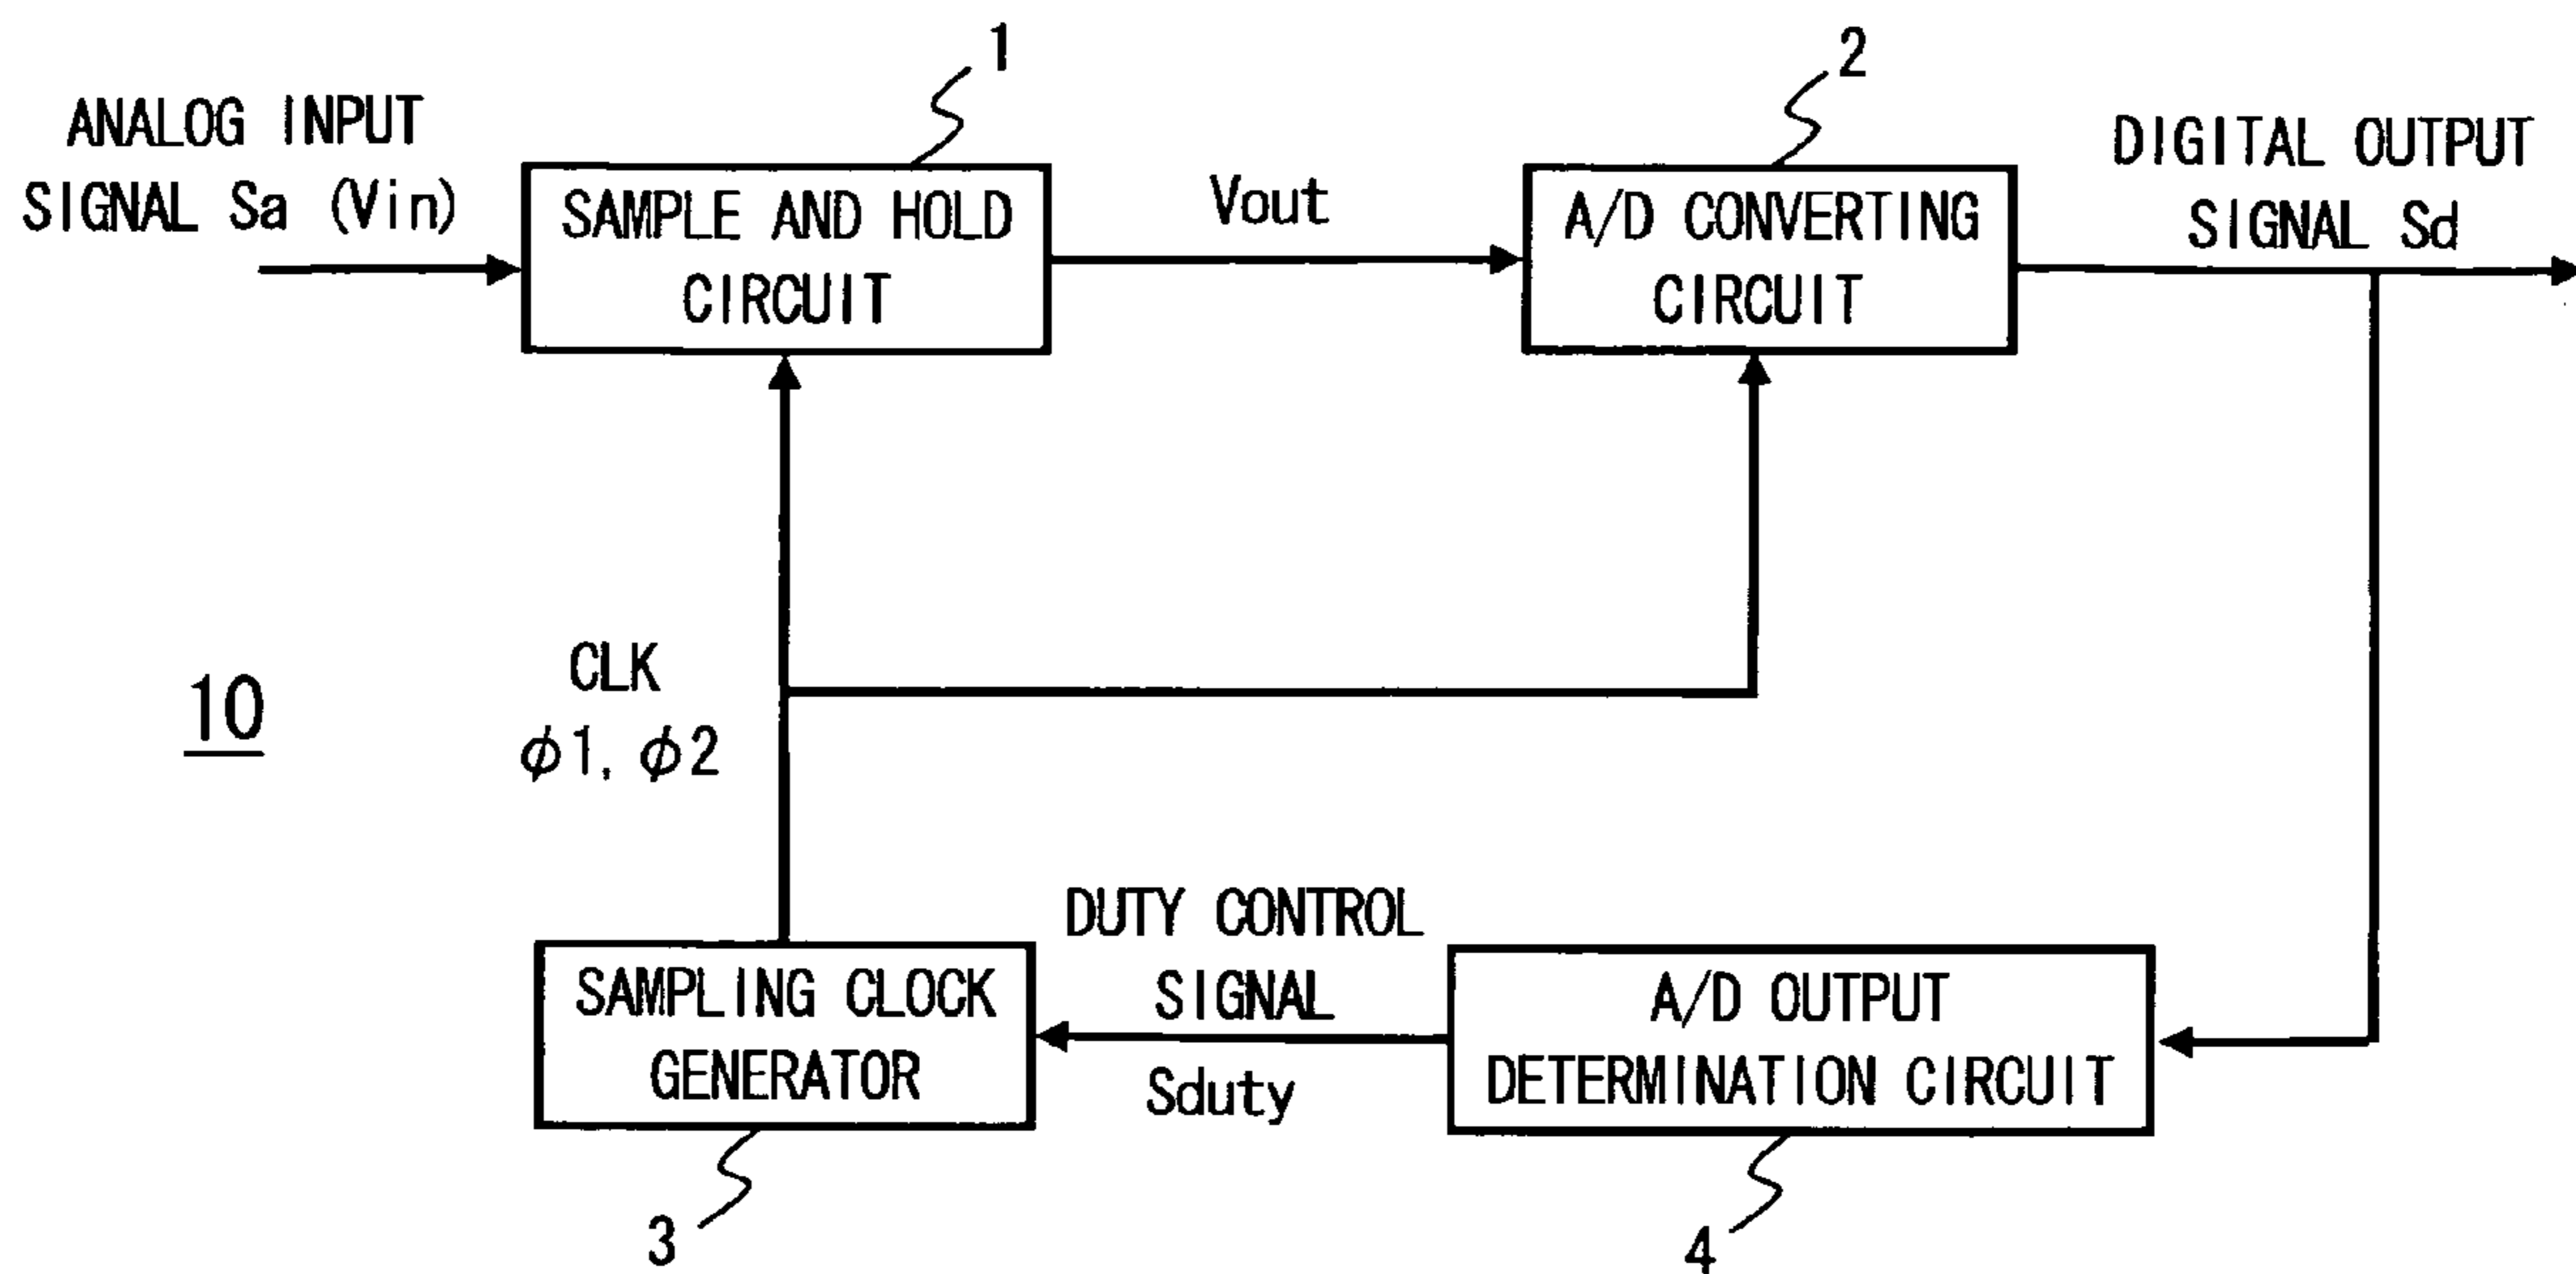 1
2
ANALOG INPUT
SIGNAL Sa (Vin)
SAMPLE AND HOLD
CIRCUIT
Vout
A/D CONVERTING
CIRCUIT
DIGITAL OUTPUT
SIGNAL Sd
10
CLK
φ1, φ2
SAMPLING CLOCK
GENERATOR
DUTY CONTROL
SIGNAL
Sduty
A/D OUTPUT
DETERMINATION CIRCUIT
3
4